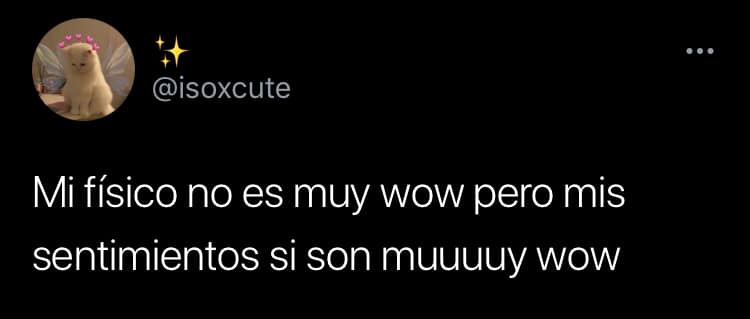 ✨
@isoxcute
Mi físico no es muy wow pero mis
sentimientos si son muuuuy wow